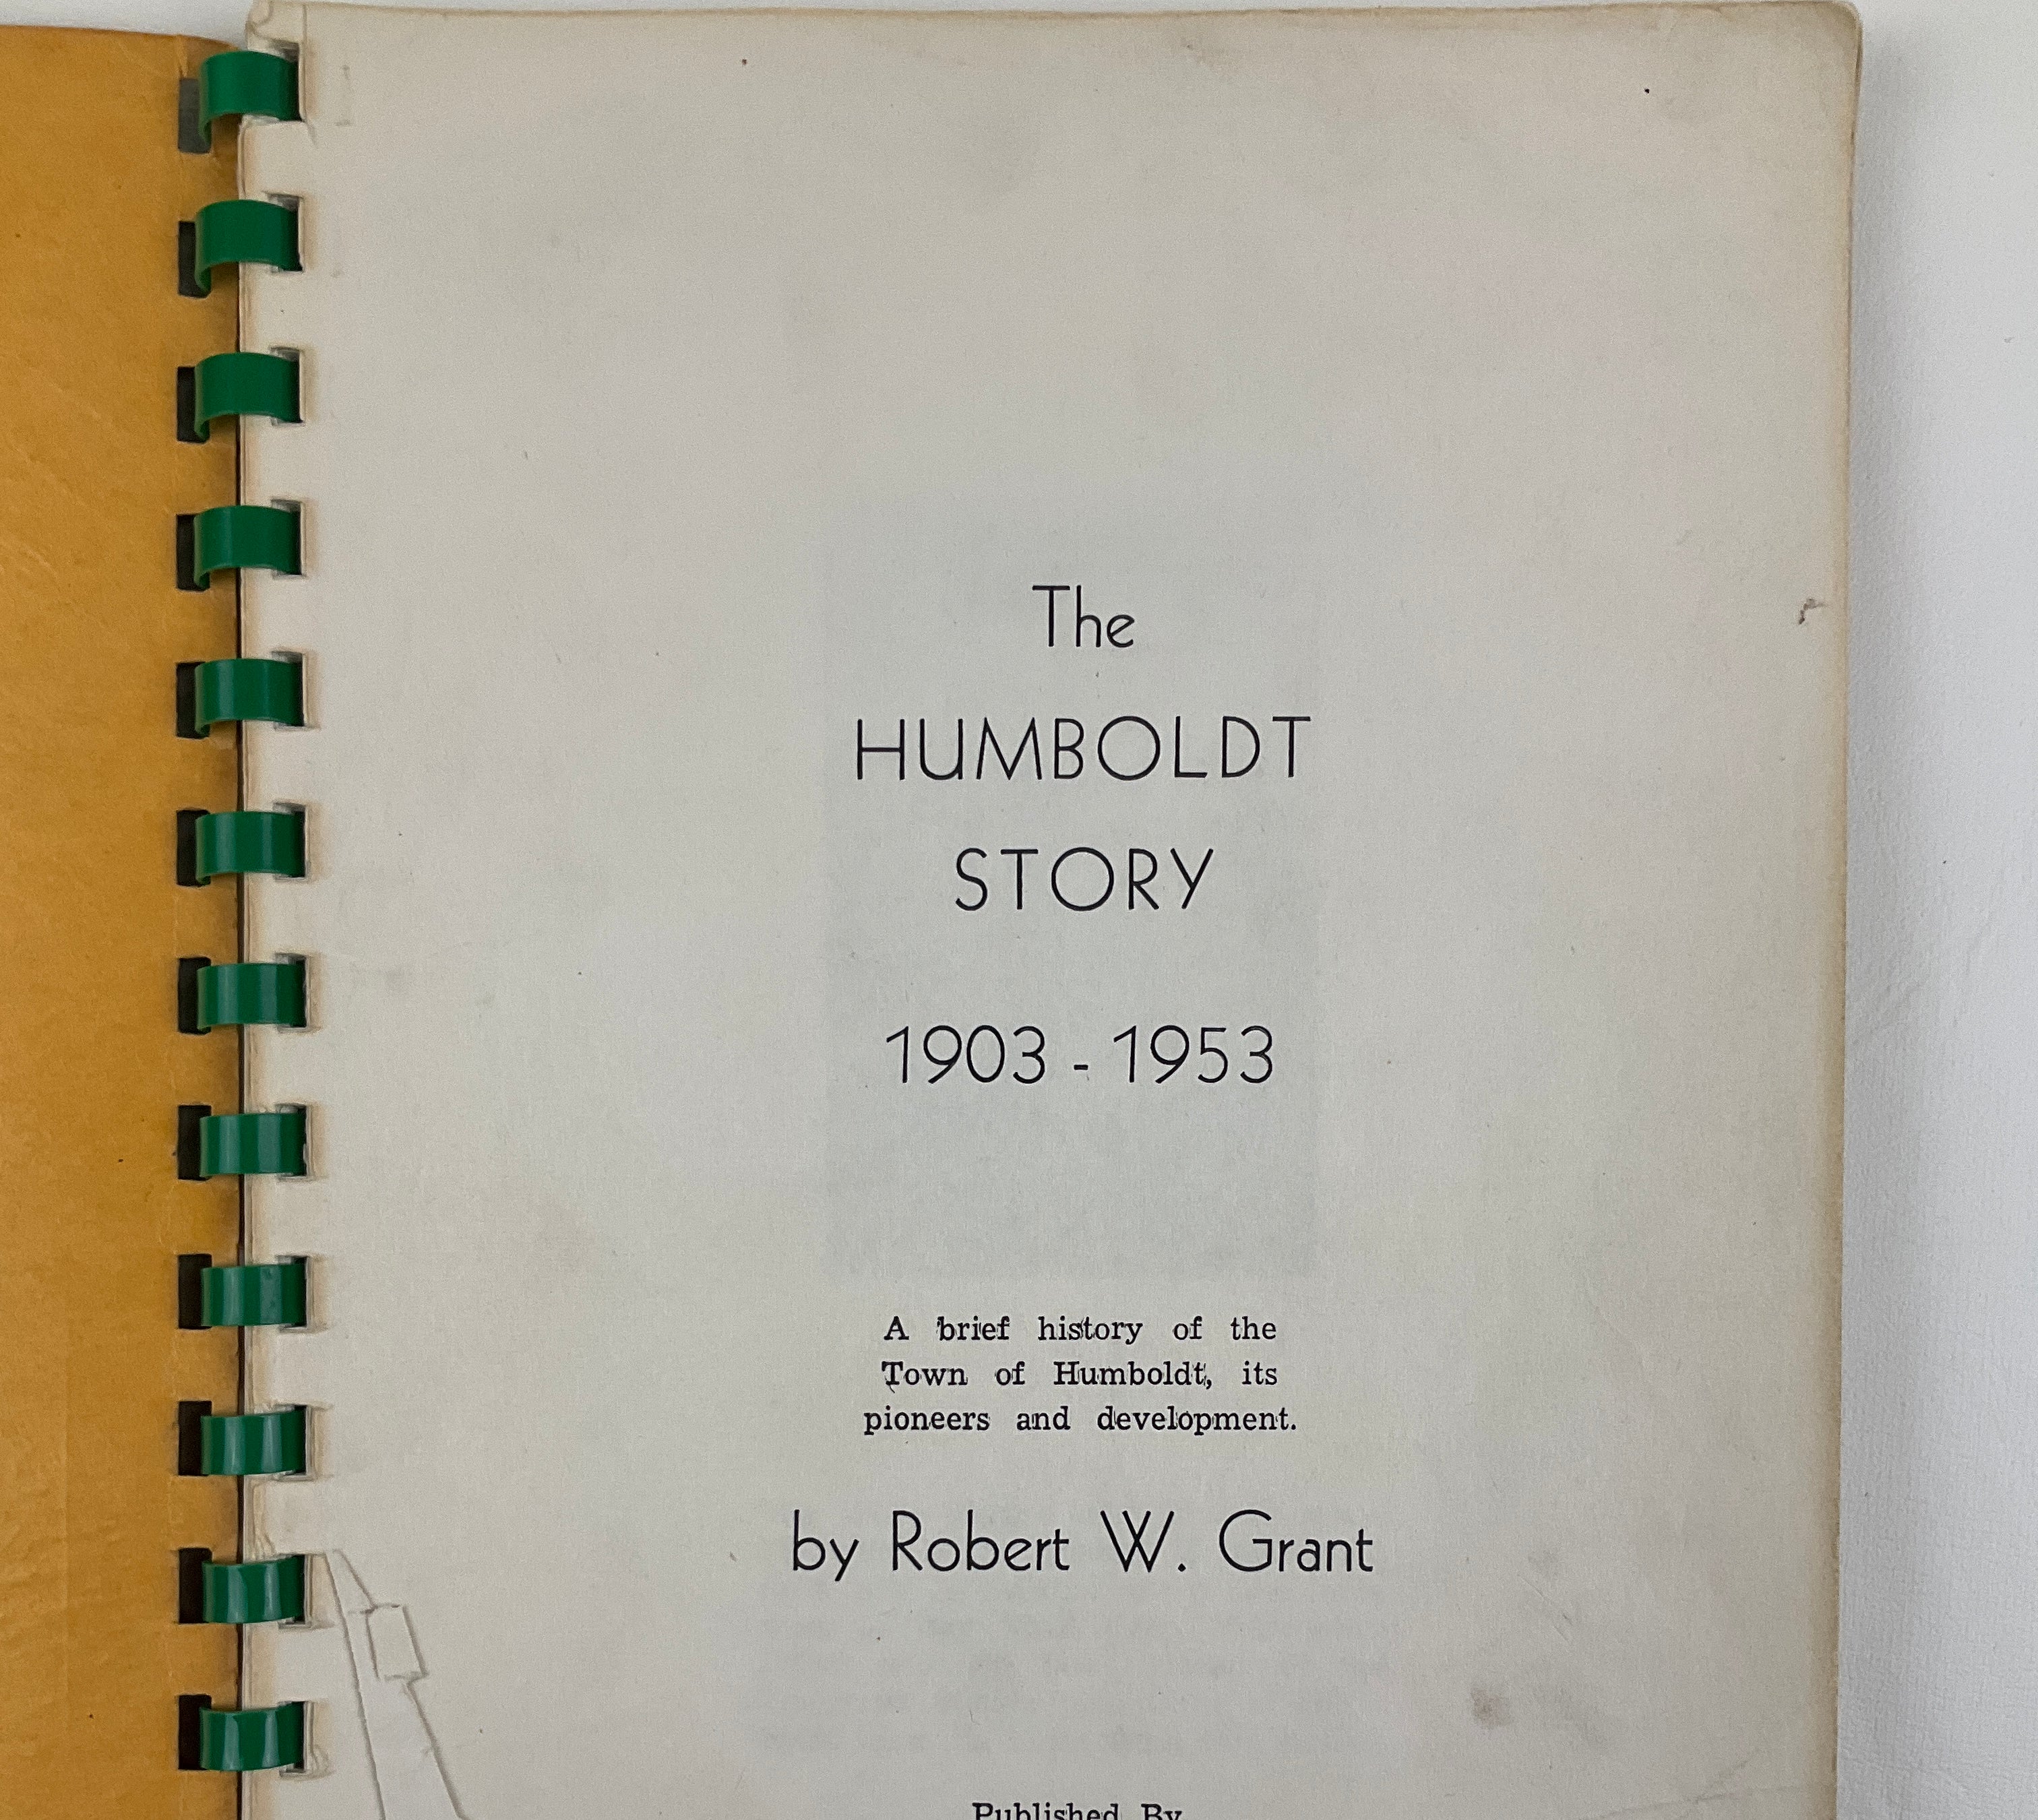 The
HUMBOLDT
STORY
1903 - 1953
A brief history of the
Town of Humboldt, its
pioneers and development.
by Robert W. Grant
Published By